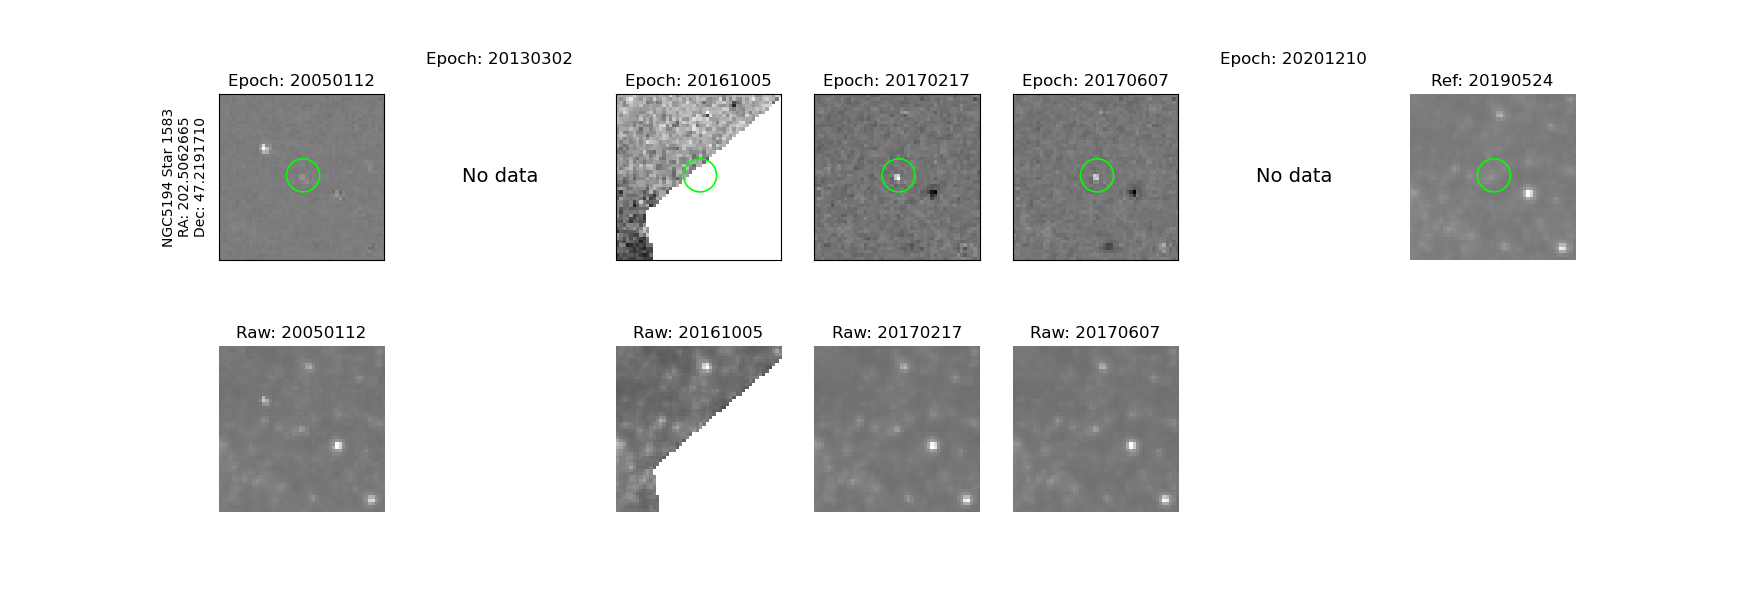 Epoch: 20130302
Epoch: 20201210
Epoch: 20050112
Epoch: 20161005
Epoch: 20170217
Epoch: 20170607
Ref: 20190524
NGC5194 Star 1583
RA: 202.5062665
Dec: 47.2191710
No data
No data
Raw: 20050112
Raw: 20161005
Raw: 20170217
Raw: 20170607